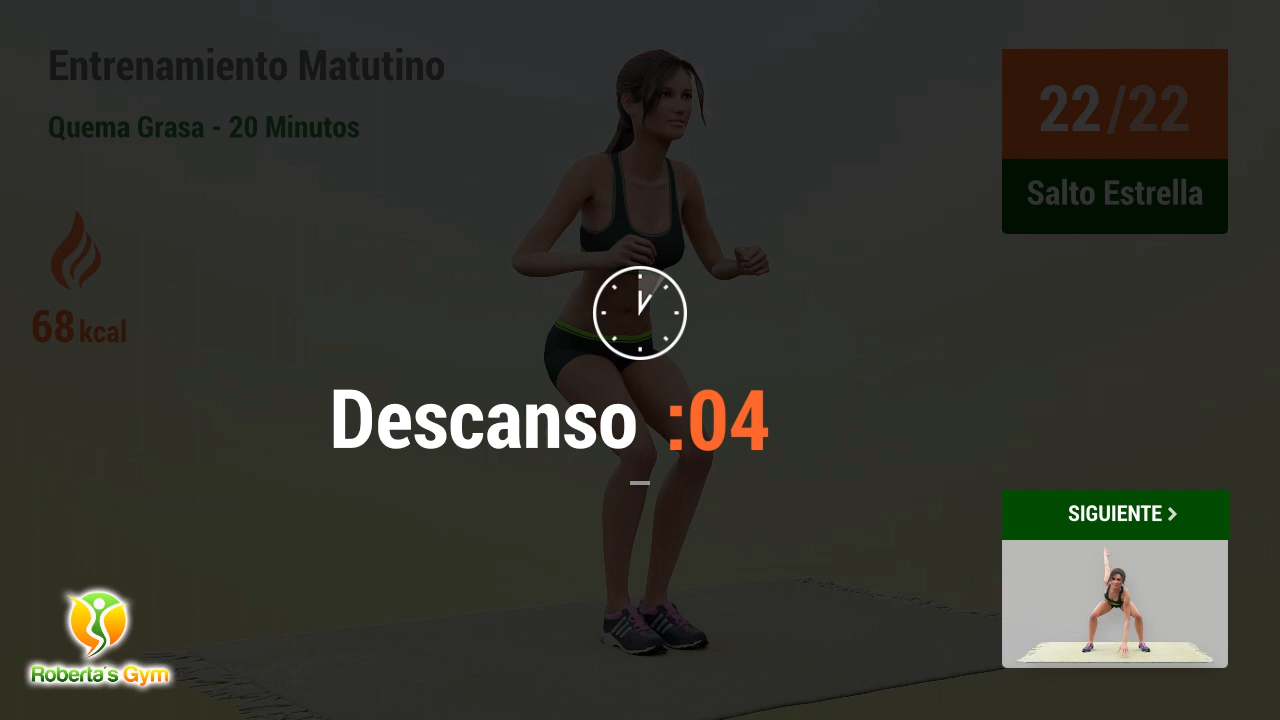 Entrenamiento Matutino
Quema Grasa - 20 Minutos
68 kcal
22/22
Salto Estrella
Descanso :04
SIGUIENTE >
Roberta´s Gym